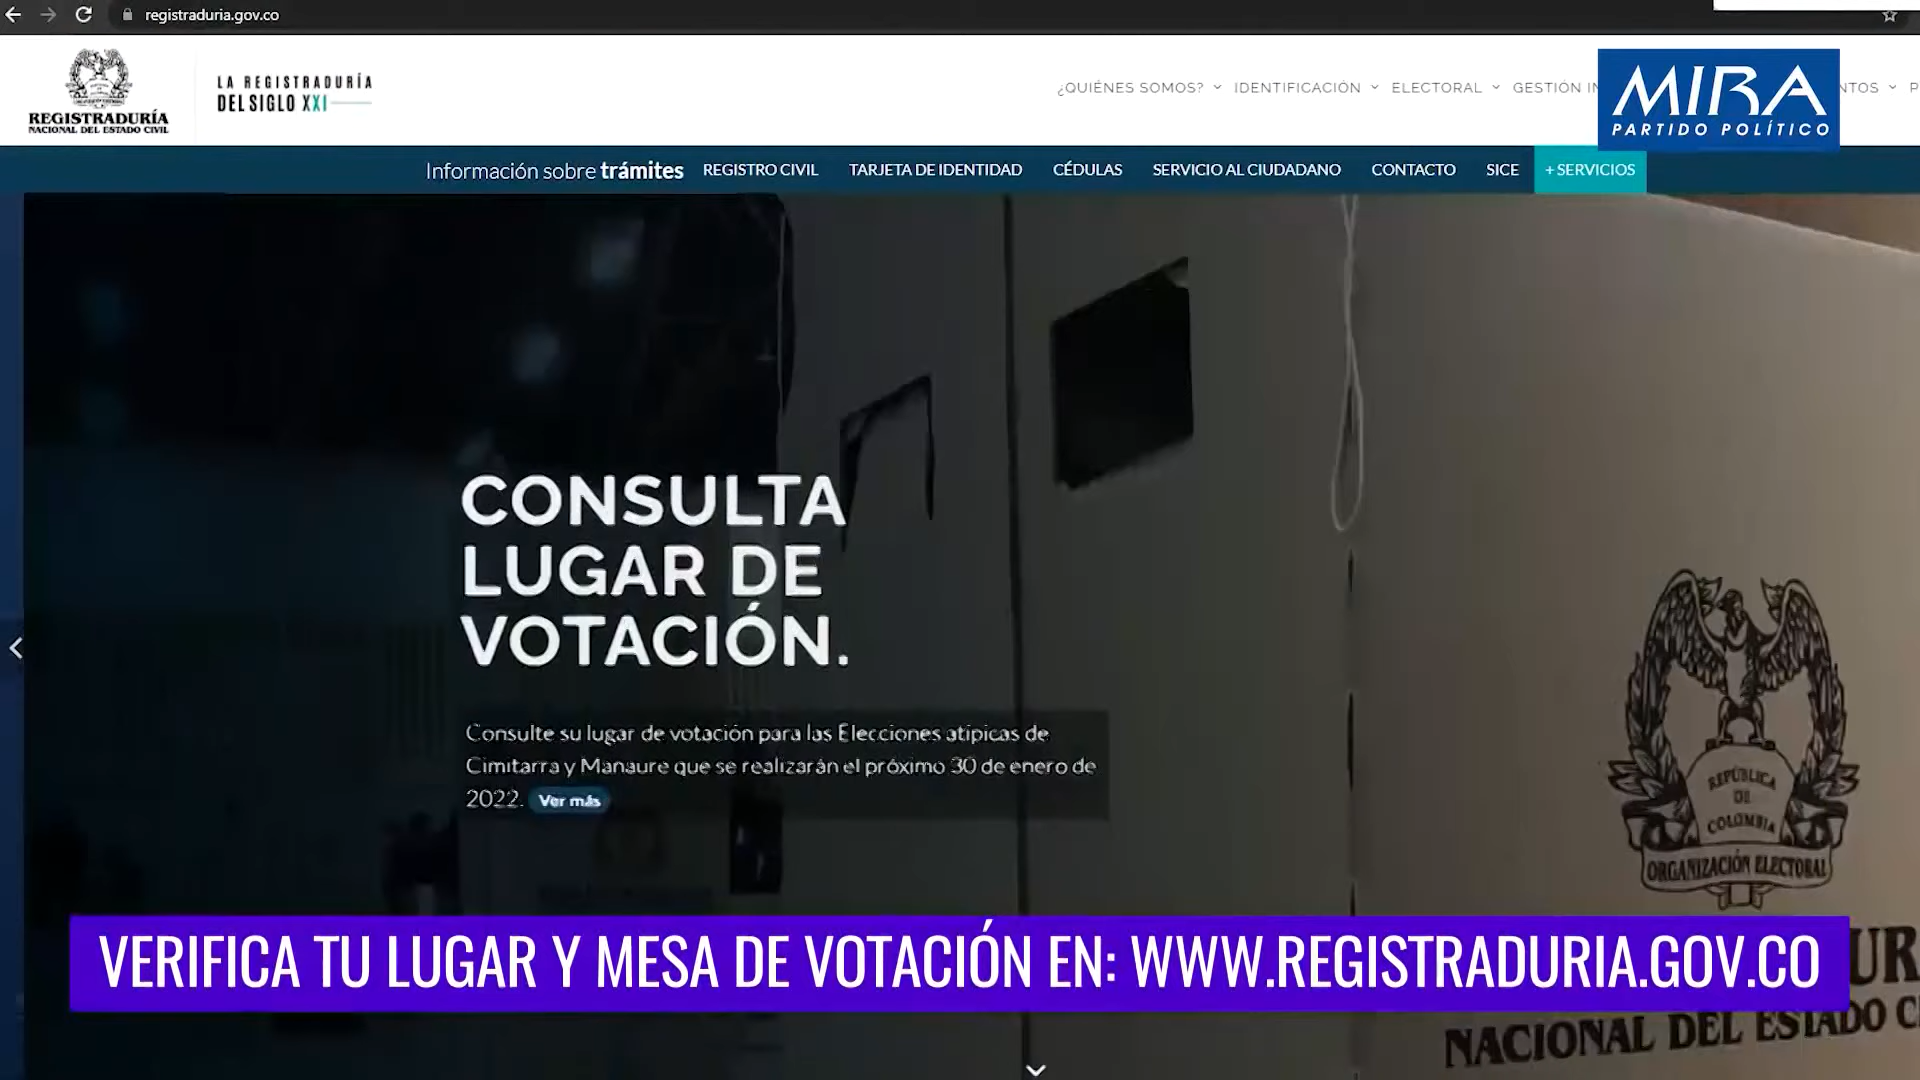 registraduria.gov.co
REGISTRADURÍA
NACIONAL DEL ESTADO CIVIL
LA REGISTRADURÍA
DEL SIGLO XXI
¿QUIÉNES SOMOS? IDENTIFICACIÓN ELECTORAL GESTIÓN IN NTOS P
MIRA
PARTIDO POLÍTICO
Información sobre trámites REGISTRO CIVIL TARJETA DE IDENTIDAD CÉDULAS SERVICIO AL CIUDADANO CONTACTO SICE + SERVICIOS
CONSULTA
LUGAR DE
VOTACIÓN.
Consulte su lugar de votación para las Elecciones atípicas de
Cimitarra y Manaure que se realizarán el próximo 30 de enero de
2022. Ver más
REPÚBLICA
DE
COLOMBIA
ORGANIZACIÓN ELECTORAL
VERIFICA TU LUGAR Y MESA DE VOTACIÓN EN: WWW.REGISTRADURIA.GOV.CO
UR
NACIONAL DEL ESTADO C